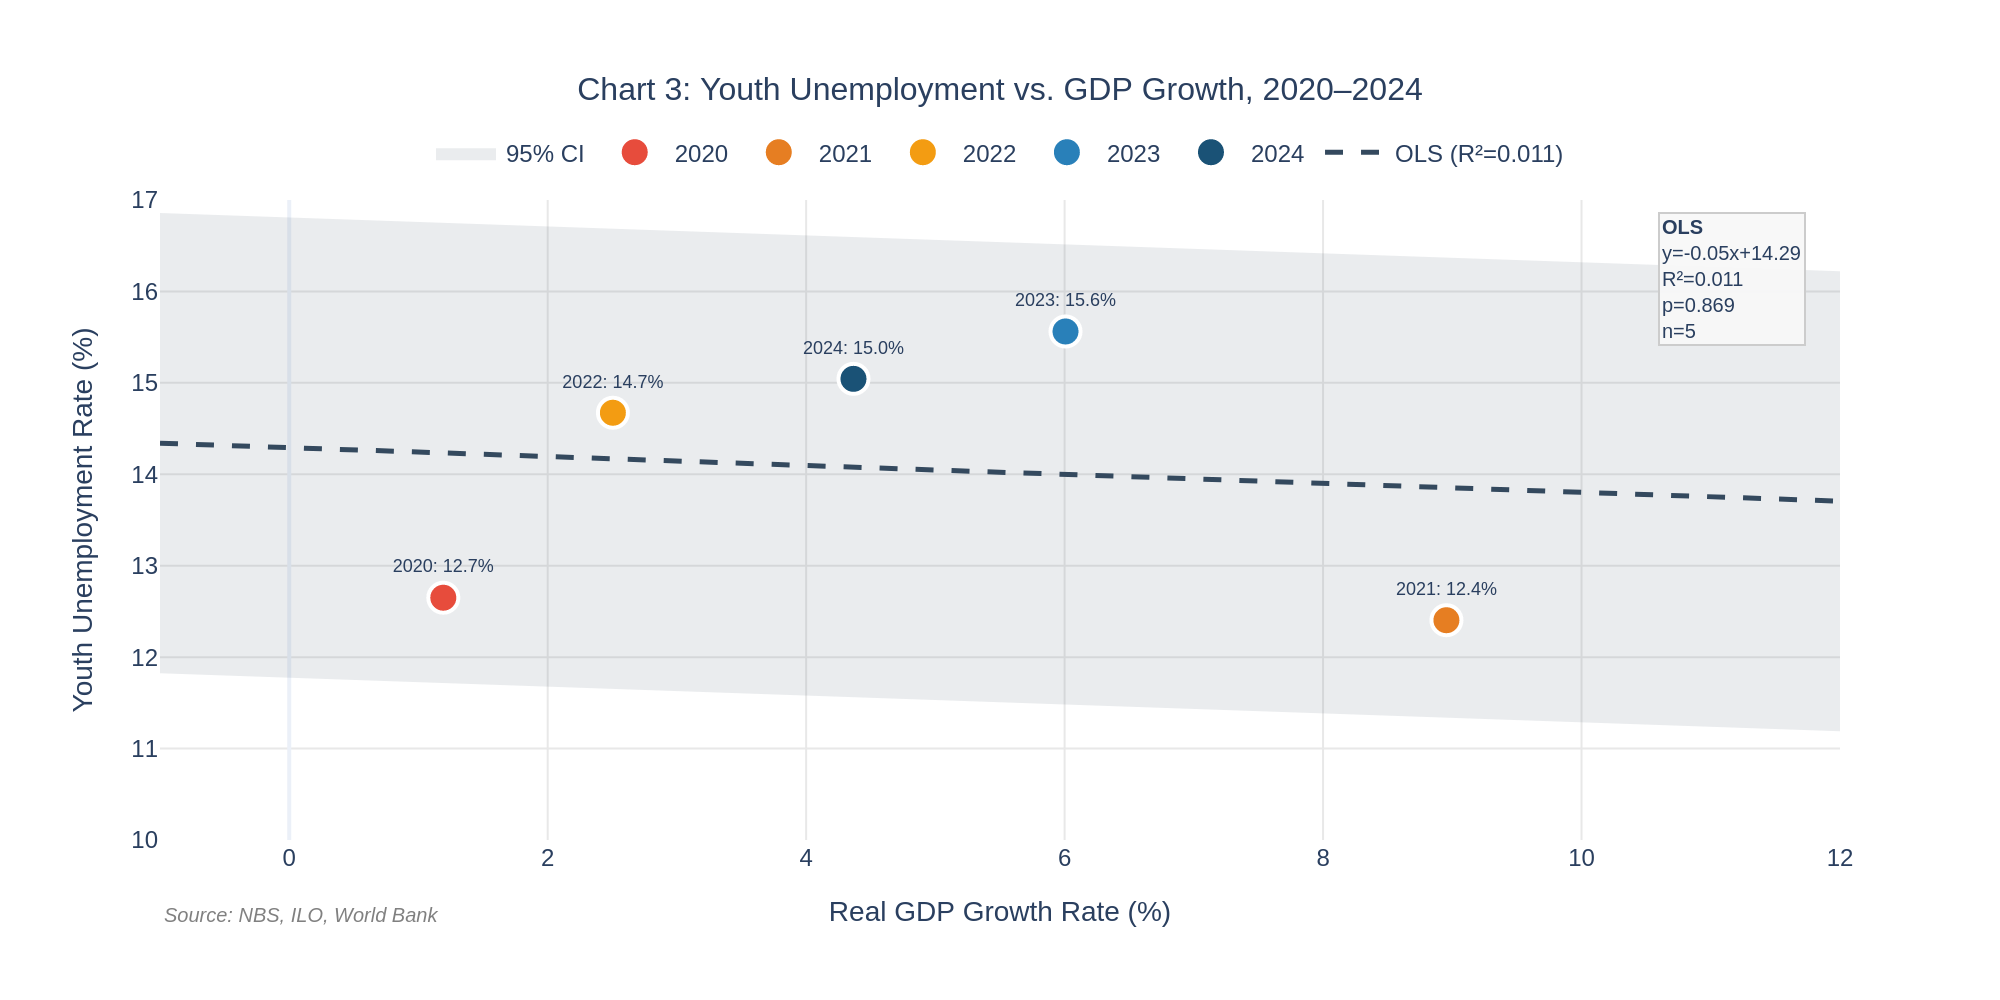 Chart 3: Youth Unemployment vs. GDP Growth, 2020–2024
95% CI 2020 2021 2022 2023 2024 OLS (R²=0.011)
17
16
15
14
13
12
11
10
Youth Unemployment Rate (%)
OLS
y=-0.05x+14.29
R²=0.011
p=0.869
n=5
2023: 15.6%
2024: 15.0%
2022: 14.7%
2020: 12.7%
2021: 12.4%
0 2 4 6 8 10 12
Real GDP Growth Rate (%)
Source: NBS, ILO, World Bank